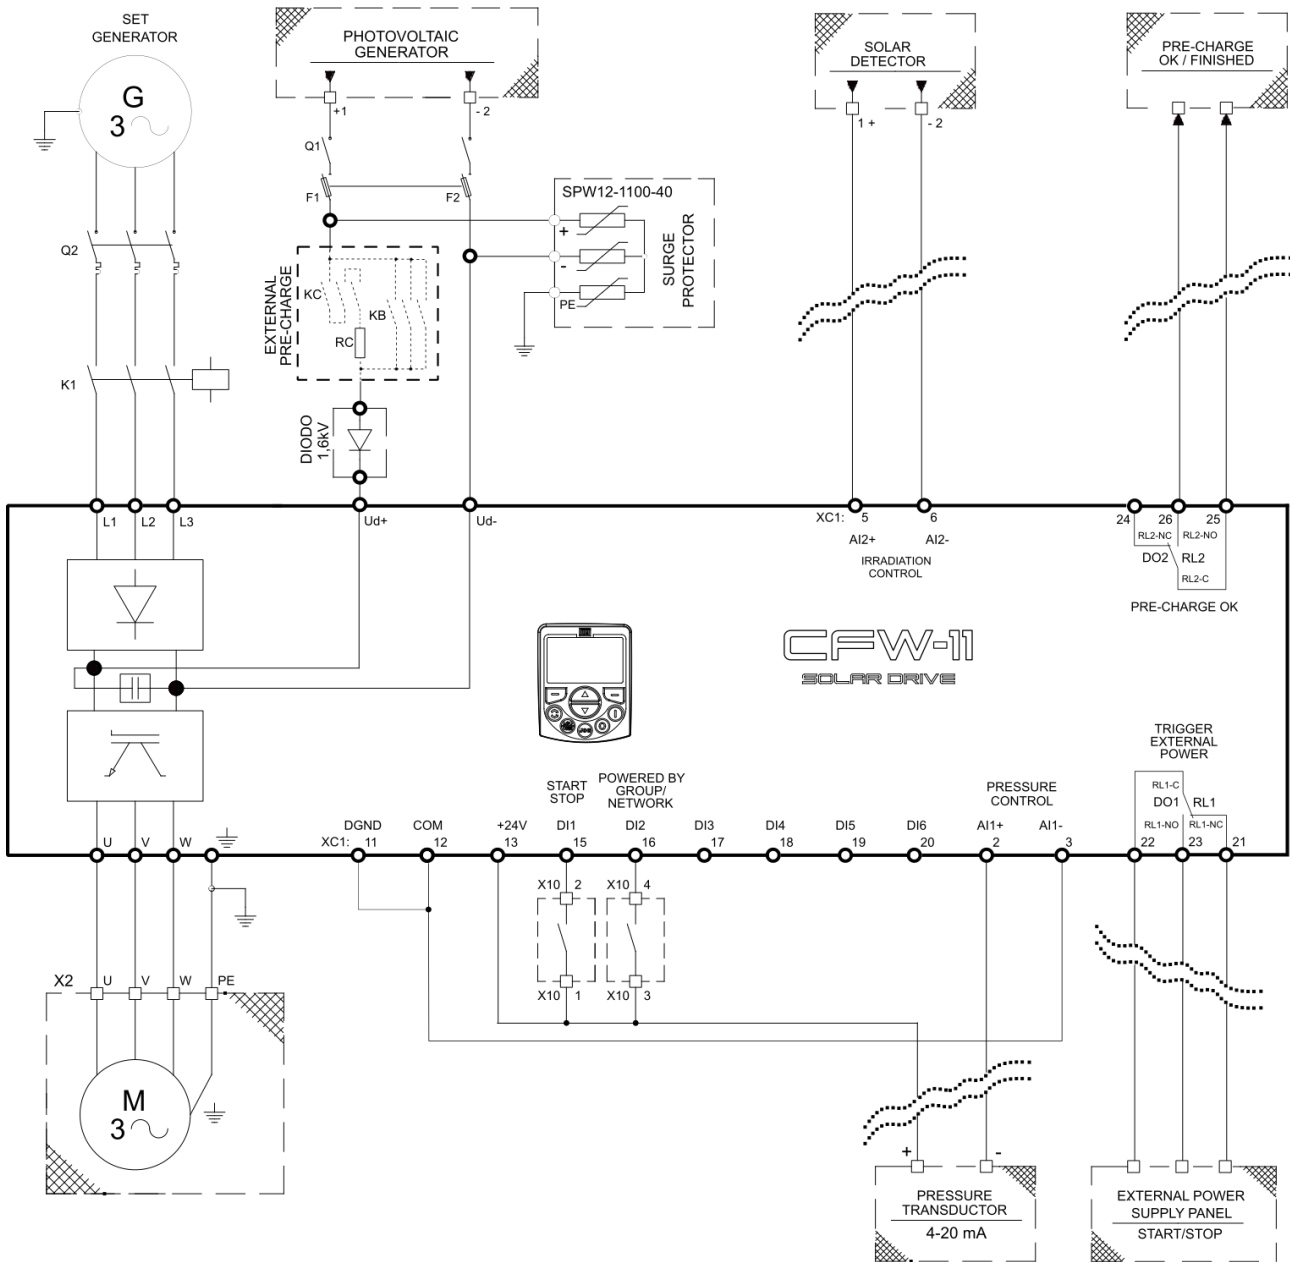 SET
GENERATOR
G
3
Q2
K1
PHOTOVOLTAIC
GENERATOR
+1
- 2
Q1
F1
F2
SPW12-1100-40
+
-
PE
SURGE
PROTECTOR
EXTERNAL
PRE-CHARGE
KC
KB
RC
DIODO
1,6kV
SOLAR
DETECTOR
1 +
- 2
PRE-CHARGE
OK / FINISHED
L1
L2
L3
Ud+
Ud-
XC1:
5
6
AI2+
AI2-
IRRADIATION
CONTROL
24
26
25
RL2-NC
RL2-NO
DO2
RL2
RL2-C
PRE-CHARGE OK
CFW-11
SOLAR DRIVE
START
STOP
POWERED BY
GROUP/
NETWORK
PRESSURE
CONTROL
TRIGGER
EXTERNAL
POWER
RL1-C
DO1
RL1
RL1-NO
RL1-NC
U
V
W
DGND
COM
+24V
DI1
DI2
DI3
DI4
DI5
DI6
AI1+
AI1-
XC1:
11
12
13
15
16
17
18
19
20
2
3
22
23
21
X10
2
X10
4
X10
1
X10
3
X2
U
V
W
PE
M
3
+
-
PRESSURE
TRANSDUCTOR
4-20 mA
EXTERNAL POWER
SUPPLY PANEL
START/STOP